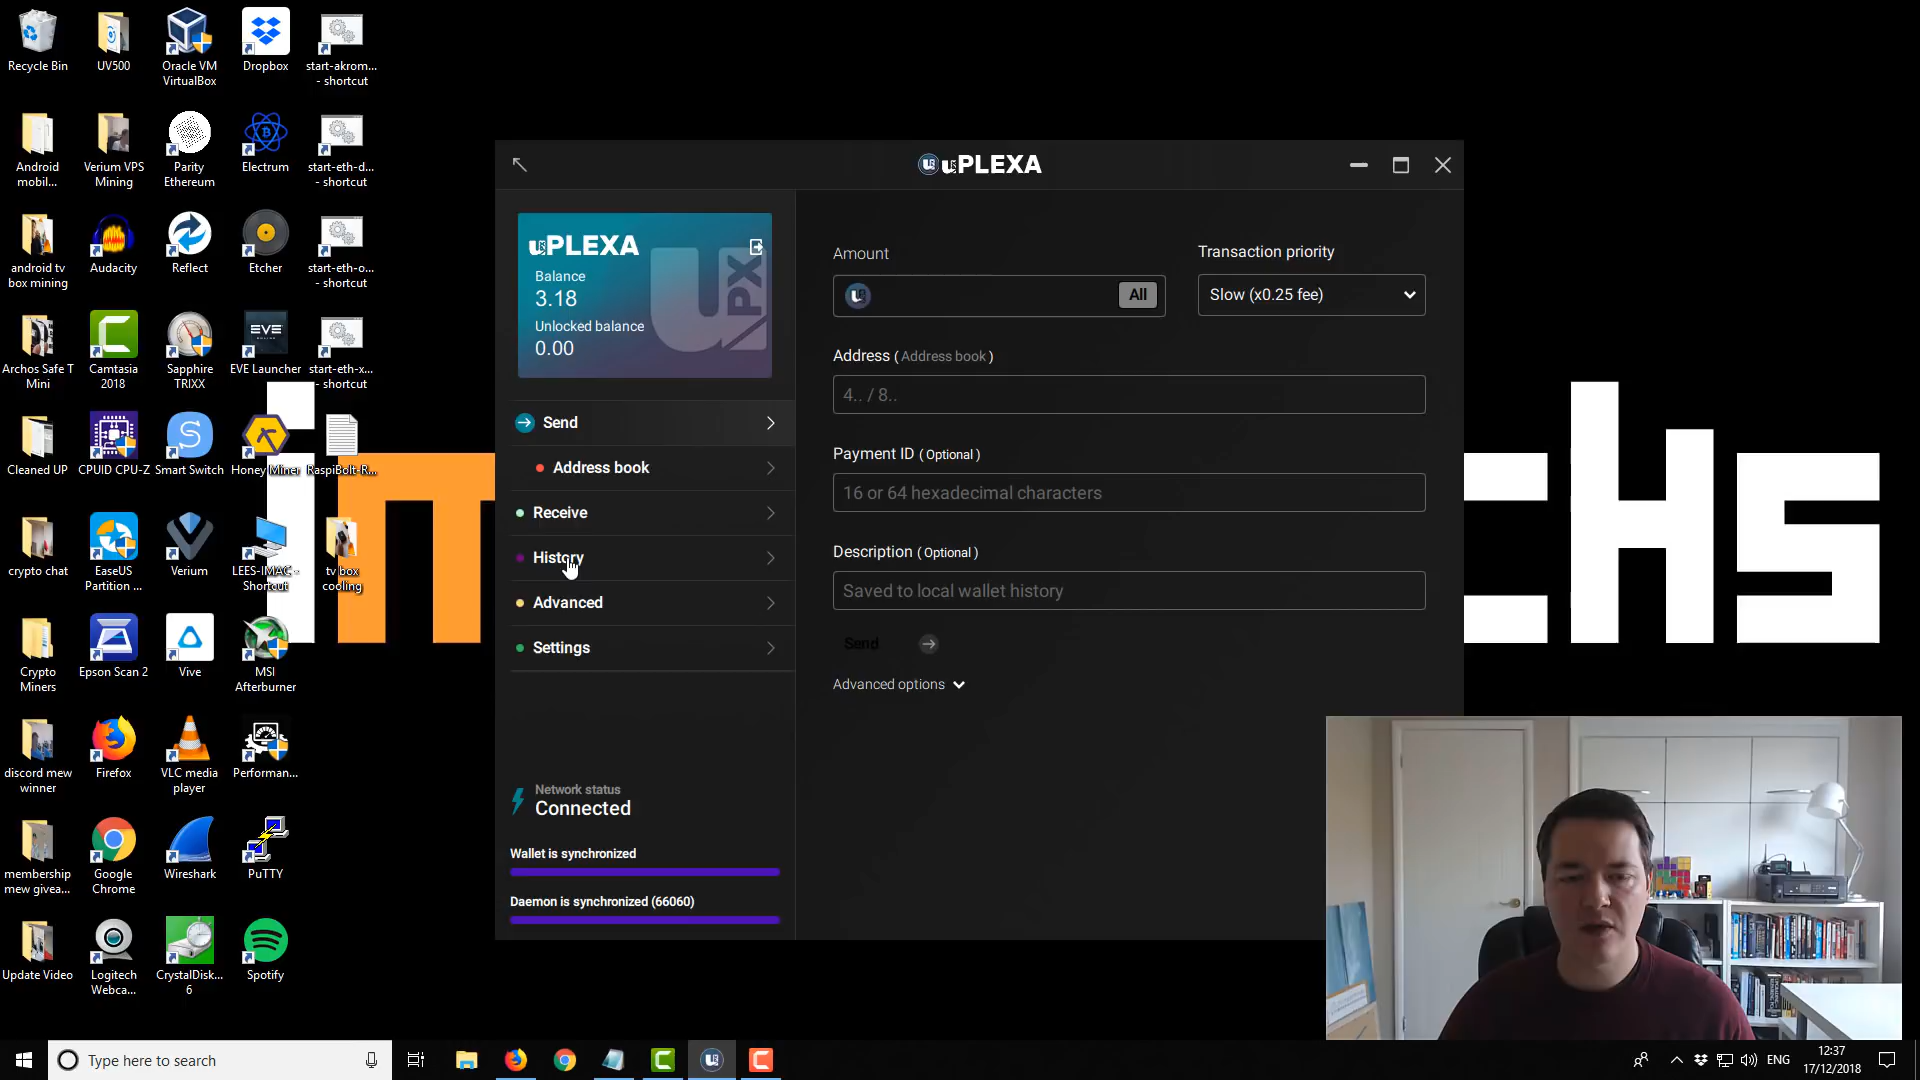 Recycle Bin
UV500
Oracle VM
VirtualBox
Dropbox
start-akrom...
- shortcut
Android
mobil...
Verium VPS
Mining
Parity
Ethereum
Electrum
start-eth-d...
- shortcut
android tv
box mining
Audacity
Reflect
Etcher
start-eth-o...
- shortcut
Archos Safe T
Mini
Camtasia
2018
Sapphire
TRIXX
EVE
EVE Launcher
start-eth-x...
- shortcut
Cleaned UP
CPUID CPU-Z
Smart Switch
Honey Miner
RaspiBolt-R...
crypto chat
EaseUS
Partition ...
Verium
LEES-IMAC -
Shortcut
tv box
cooling
Crypto
Miners
Epson Scan 2
Vive
MSI
Afterburner
discord mew
winner
Firefox
VLC media
player
Performan...
membership
mew givea...
Google
Chrome
Wireshark
PuTTY
Update Video
Logitech
Webca...
CrystalDisk...
6
Spotify
uPLEXA
uPLEXA
Balance
3.18
Unlocked balance
0.00
UPX
Send
Address book
Receive
History
Advanced
Settings
Network status
Connected
Wallet is synchronized
Daemon is synchronized (66060)
Amount
All
Transaction priority
Slow (x0.25 fee)
Address ( Address book )
4.. / 8..
Payment ID ( Optional )
16 or 64 hexadecimal characters
Description ( Optional )
Saved to local wallet history
Send
Advanced options
chs
Type here to search
ENG
12:37
17/12/2018